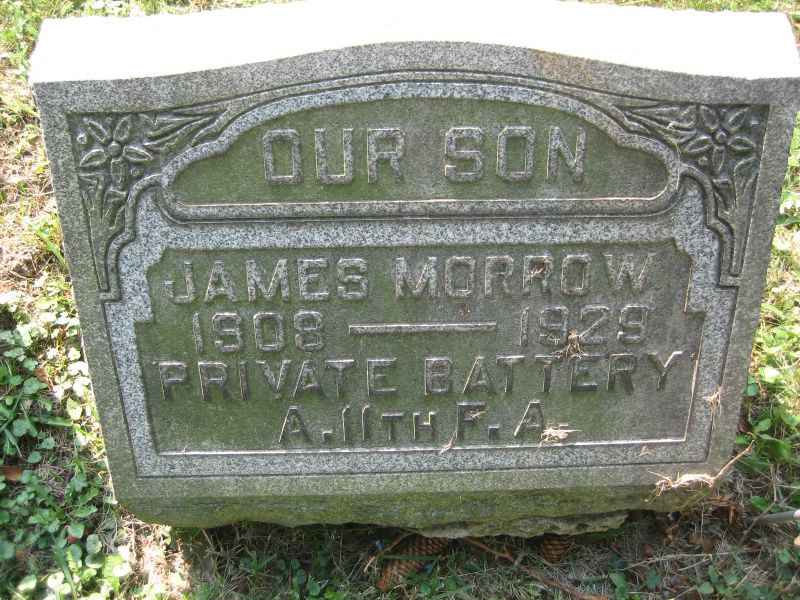 OUR SON
JAMES MORROW
1908 — 1929
PRIVATE BATTERY
A. 11TH F. A.